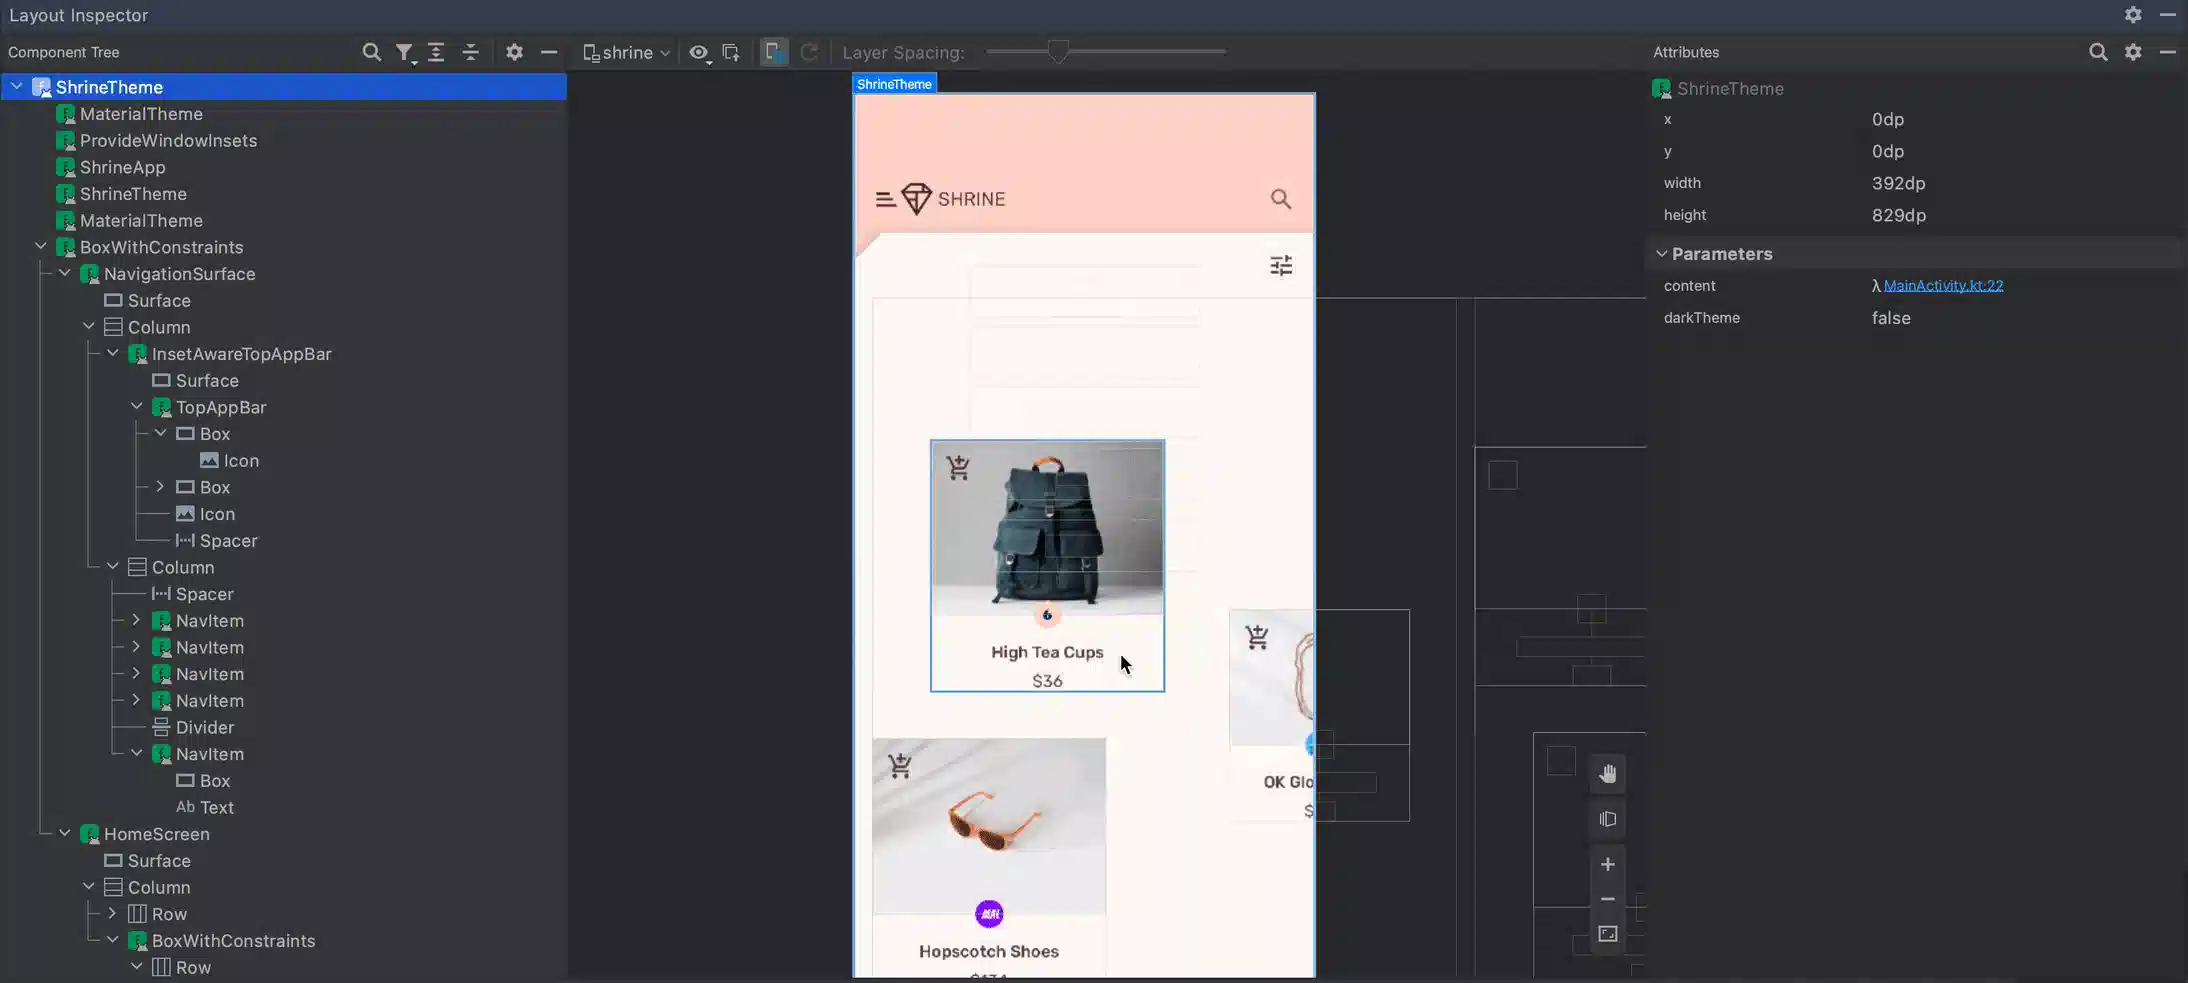 Layout Inspector
Component Tree
shrine
Layer Spacing:
Attributes
ShrineTheme
MaterialTheme
ProvideWindowInsets
ShrineApp
ShrineTheme
MaterialTheme
BoxWithConstraints
NavigationSurface
Surface
Column
InsetAwareTopAppBar
Surface
TopAppBar
Box
Icon
Box
Icon
Spacer
Column
Spacer
NavItem
NavItem
NavItem
NavItem
Divider
NavItem
Box
Ab Text
HomeScreen
Surface
Column
Row
BoxWithConstraints
Row
ShrineTheme
SHRINE
High Tea Cups
$36
OK Glo
$
Hopscotch Shoes
ShrineTheme
x 0dp
y 0dp
width 392dp
height 829dp
Parameters
content λ MainActivity.kt:22
darkTheme false